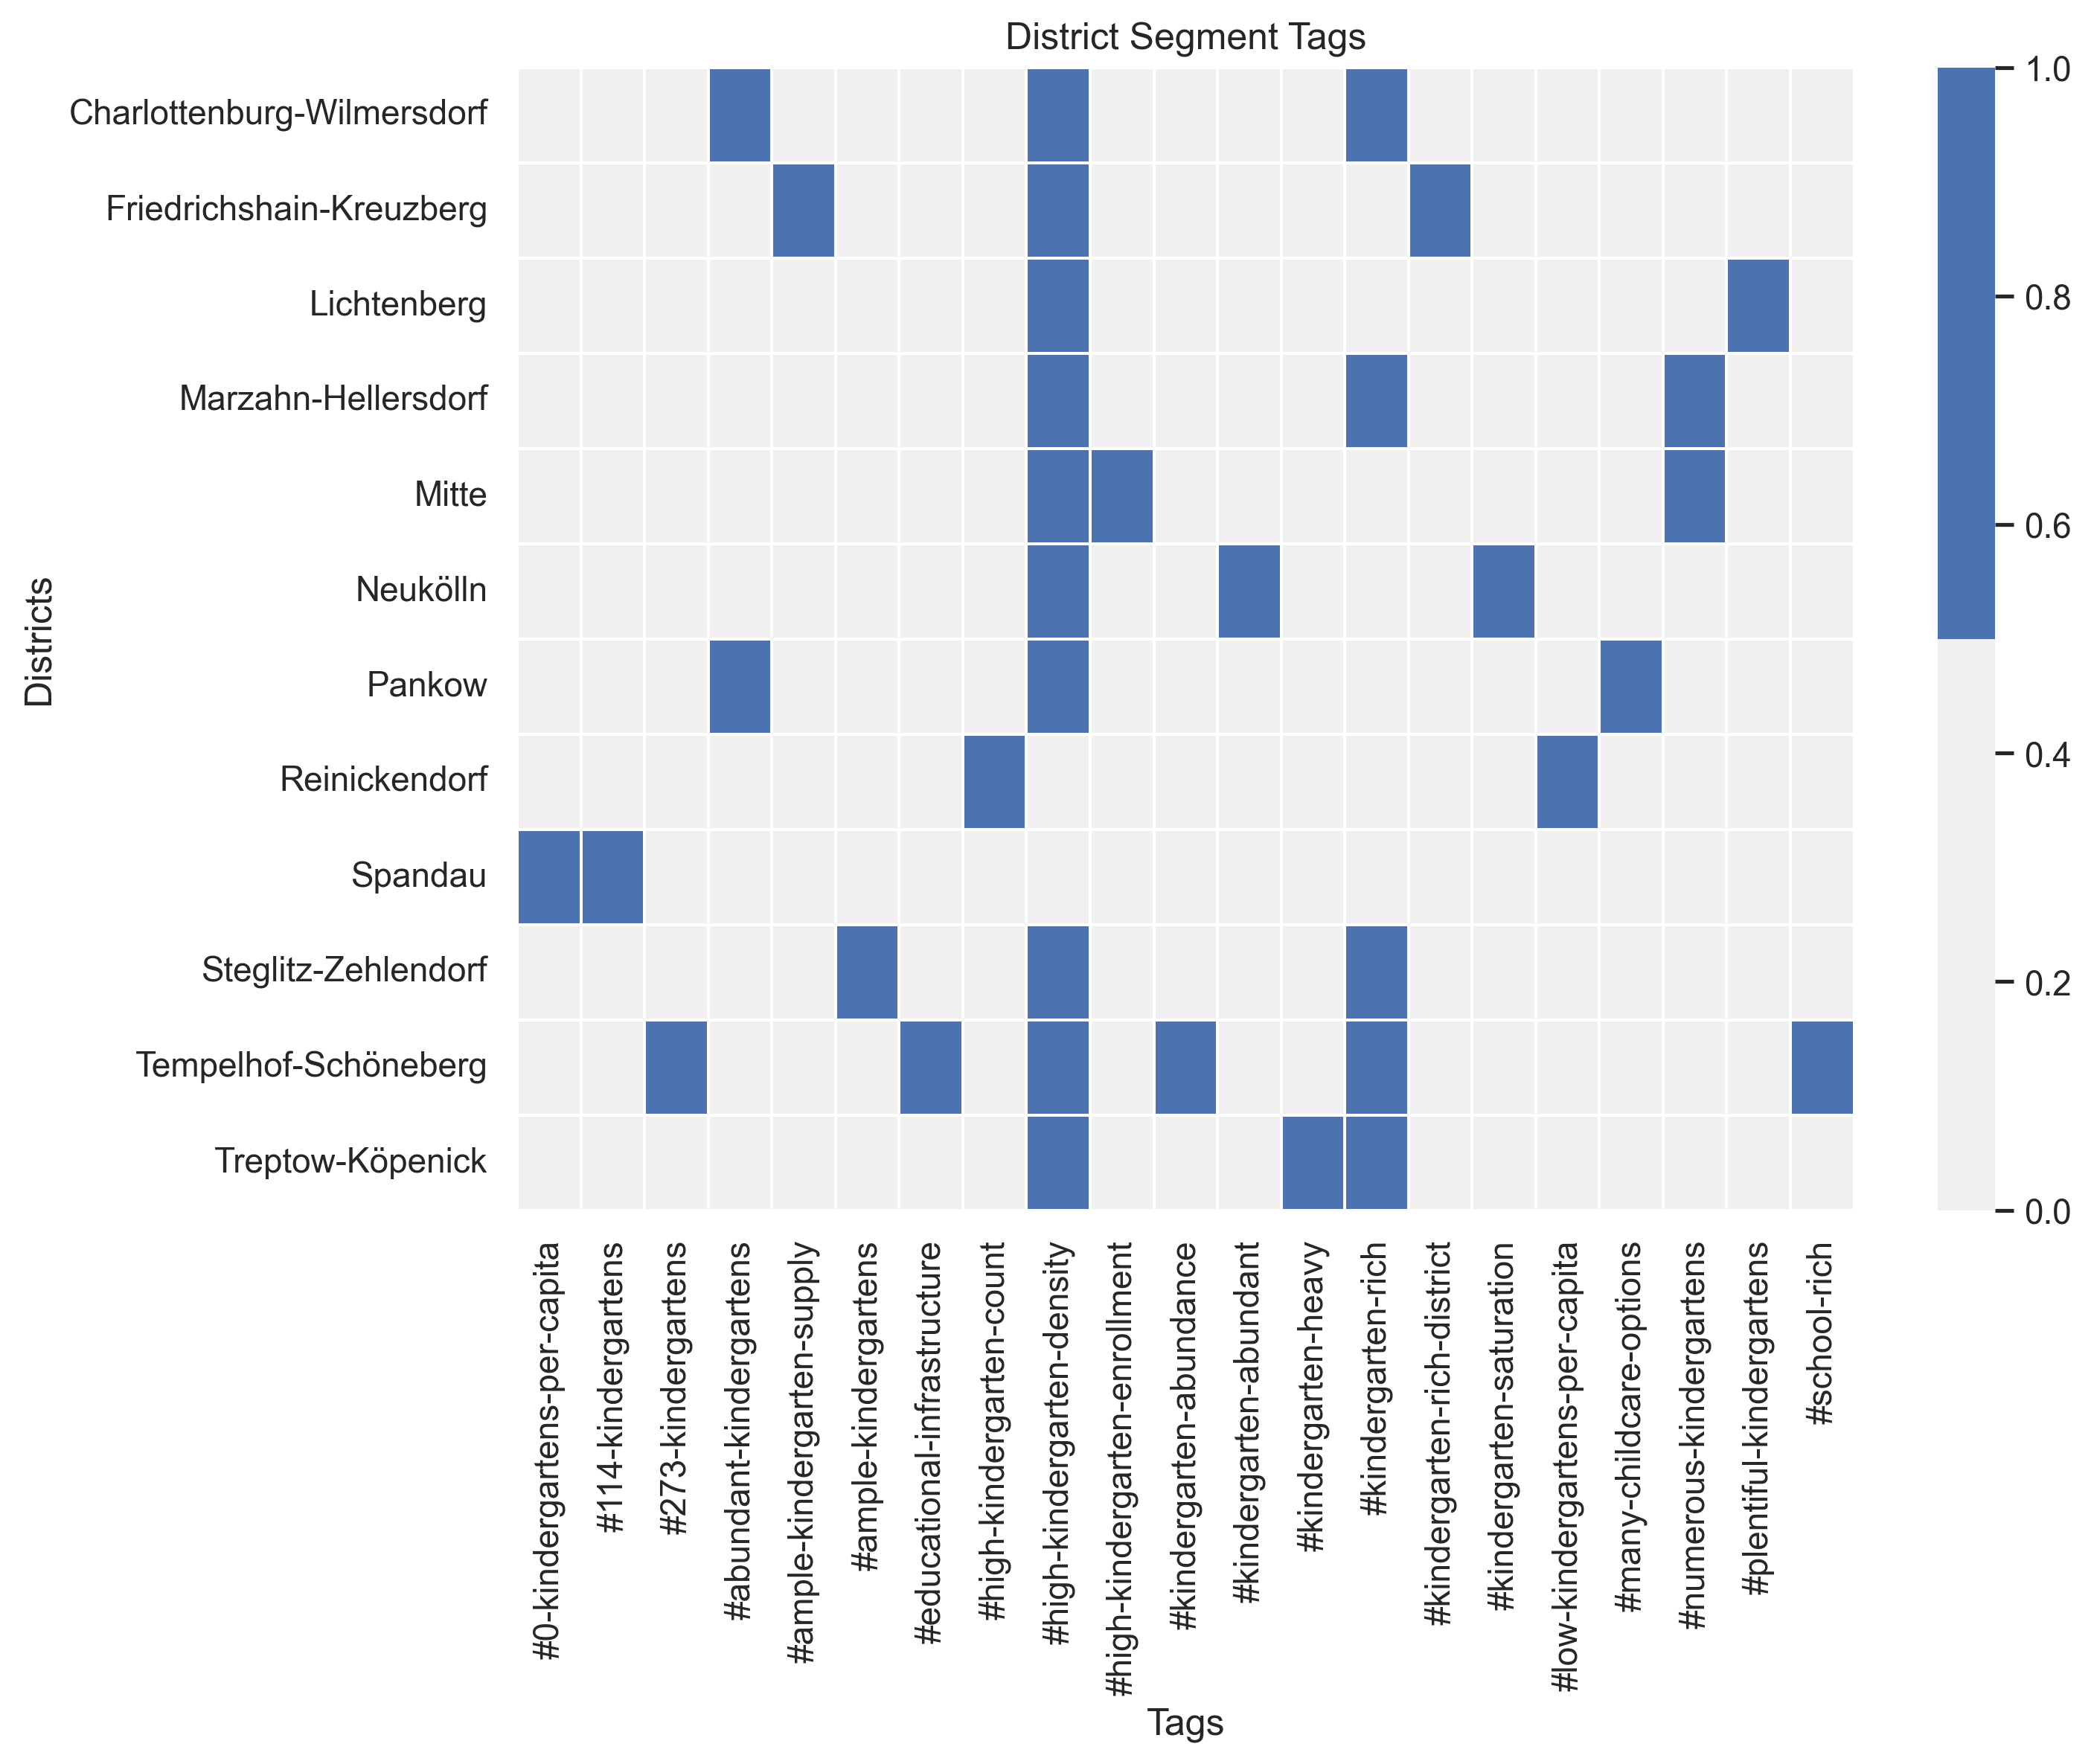 District Segment Tags
Districts
Charlottenburg-Wilmersdorf
Friedrichshain-Kreuzberg
Lichtenberg
Marzahn-Hellersdorf
Mitte
Neukölln
Pankow
Reinickendorf
Spandau
Steglitz-Zehlendorf
Tempelhof-Schöneberg
Treptow-Köpenick
#0-kindergartens-per-capita
#114-kindergartens
#273-kindergartens
#abundant-kindergartens
#ample-kindergarten-supply
#ample-kindergartens
#educational-infrastructure
#high-kindergarten-count
#high-kindergarten-density
#high-kindergarten-enrollment
#kindergarten-abundance
#kindergarten-abundant
#kindergarten-heavy
#kindergarten-rich
#kindergarten-rich-district
#kindergarten-saturation
#low-kindergartens-per-capita
#many-childcare-options
#numerous-kindergartens
#plentiful-kindergartens
#school-rich
Tags
1.0
0.8
0.6
0.4
0.2
0.0